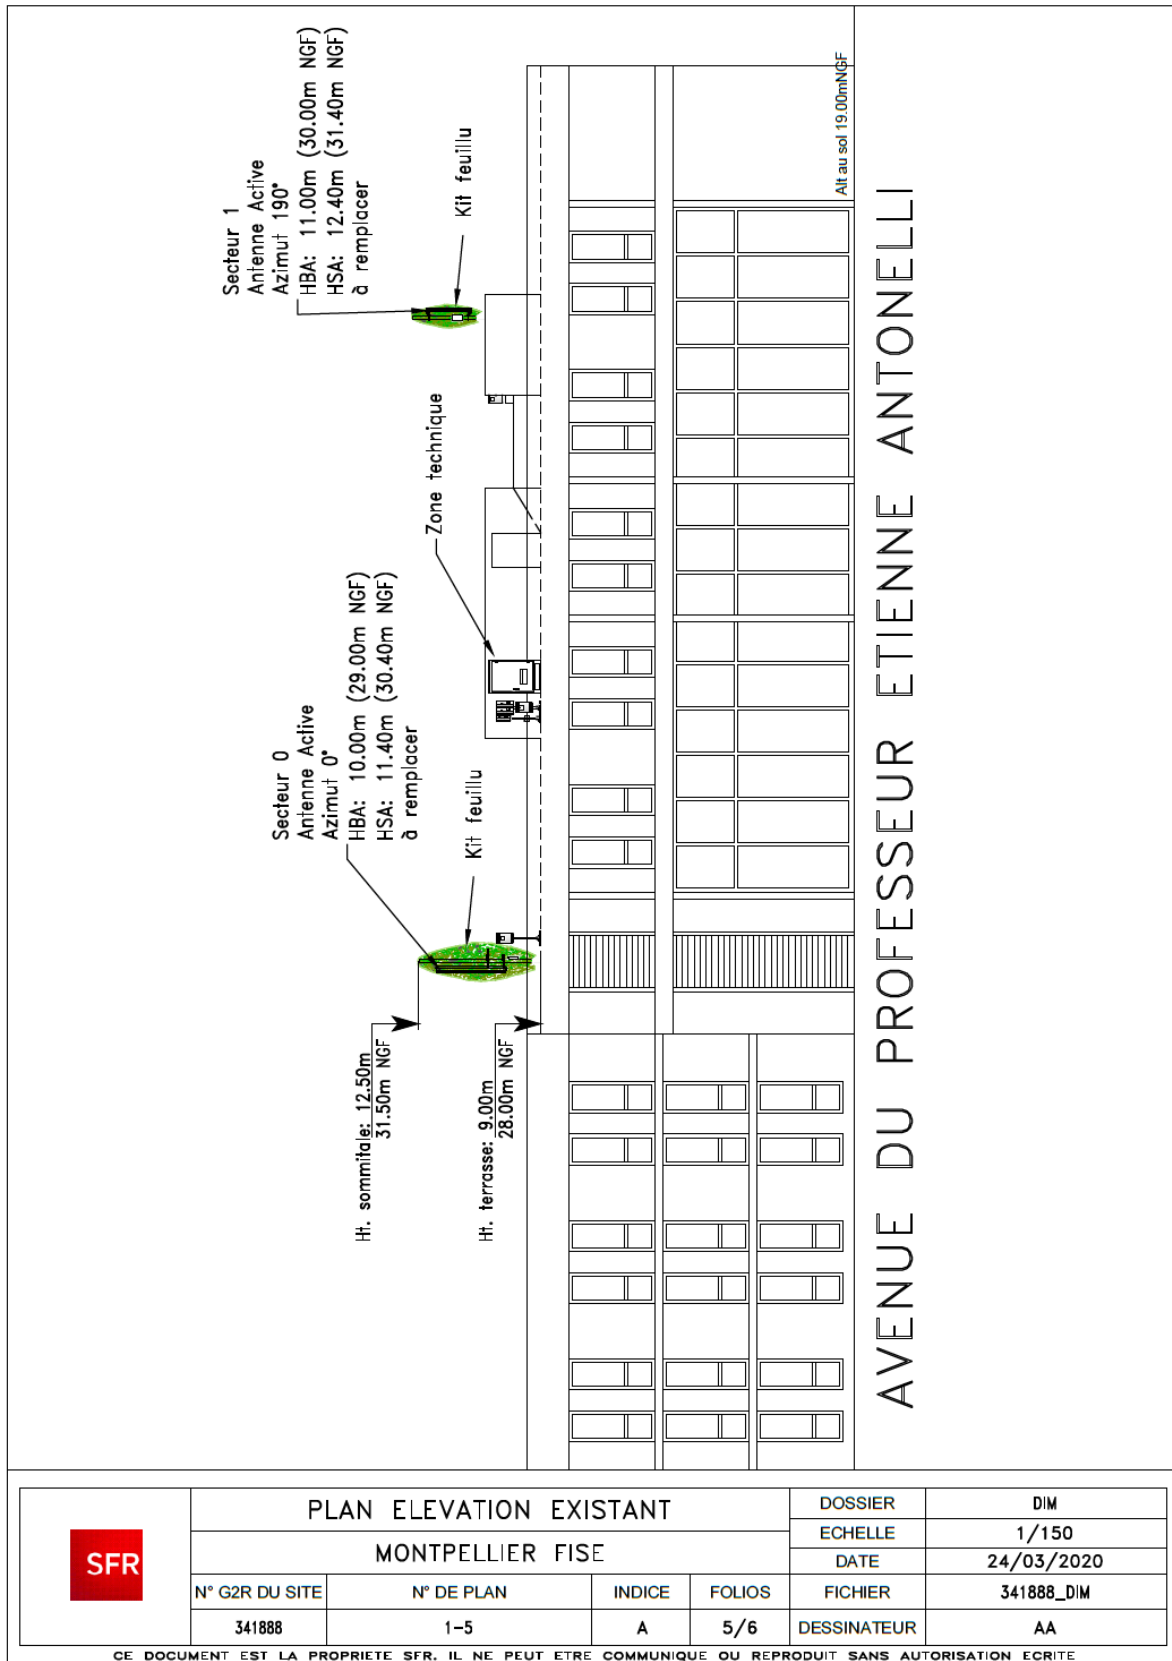 Secteur 1
Antenne Active
Azimut 190°
HBA: 11.00m (30.00m NGF)
HSA: 12.40m (31.40m NGF)
à remplacer
Kit feuillu
Zone technique
Secteur 0
Antenne Active
Azimut 0°
HBA: 10.00m (29.00m NGF)
HSA: 11.40m (30.40m NGF)
à remplacer
Kit feuillu
Ht. sommitale: 12.50m
31.50m NGF
Ht. terrasse: 9.00m
28.00m NGF
Alt au sol 19.00mNGF
AVENUE DU PROFESSEUR ETIENNE ANTONELLI
SFR
PLAN ELEVATION EXISTANT
MONTPELLIER FISE
N° G2R DU SITE
N° DE PLAN
INDICE
FOLIOS
341888
1-5
A
5/6
DOSSIER
DIM
ECHELLE
1/150
DATE
24/03/2020
FICHIER
341888_DIM
DESSINATEUR
AA
CE DOCUMENT EST LA PROPRIETE SFR. IL NE PEUT ETRE COMMUNIQUE OU REPRODUIT SANS AUTORISATION ECRITE